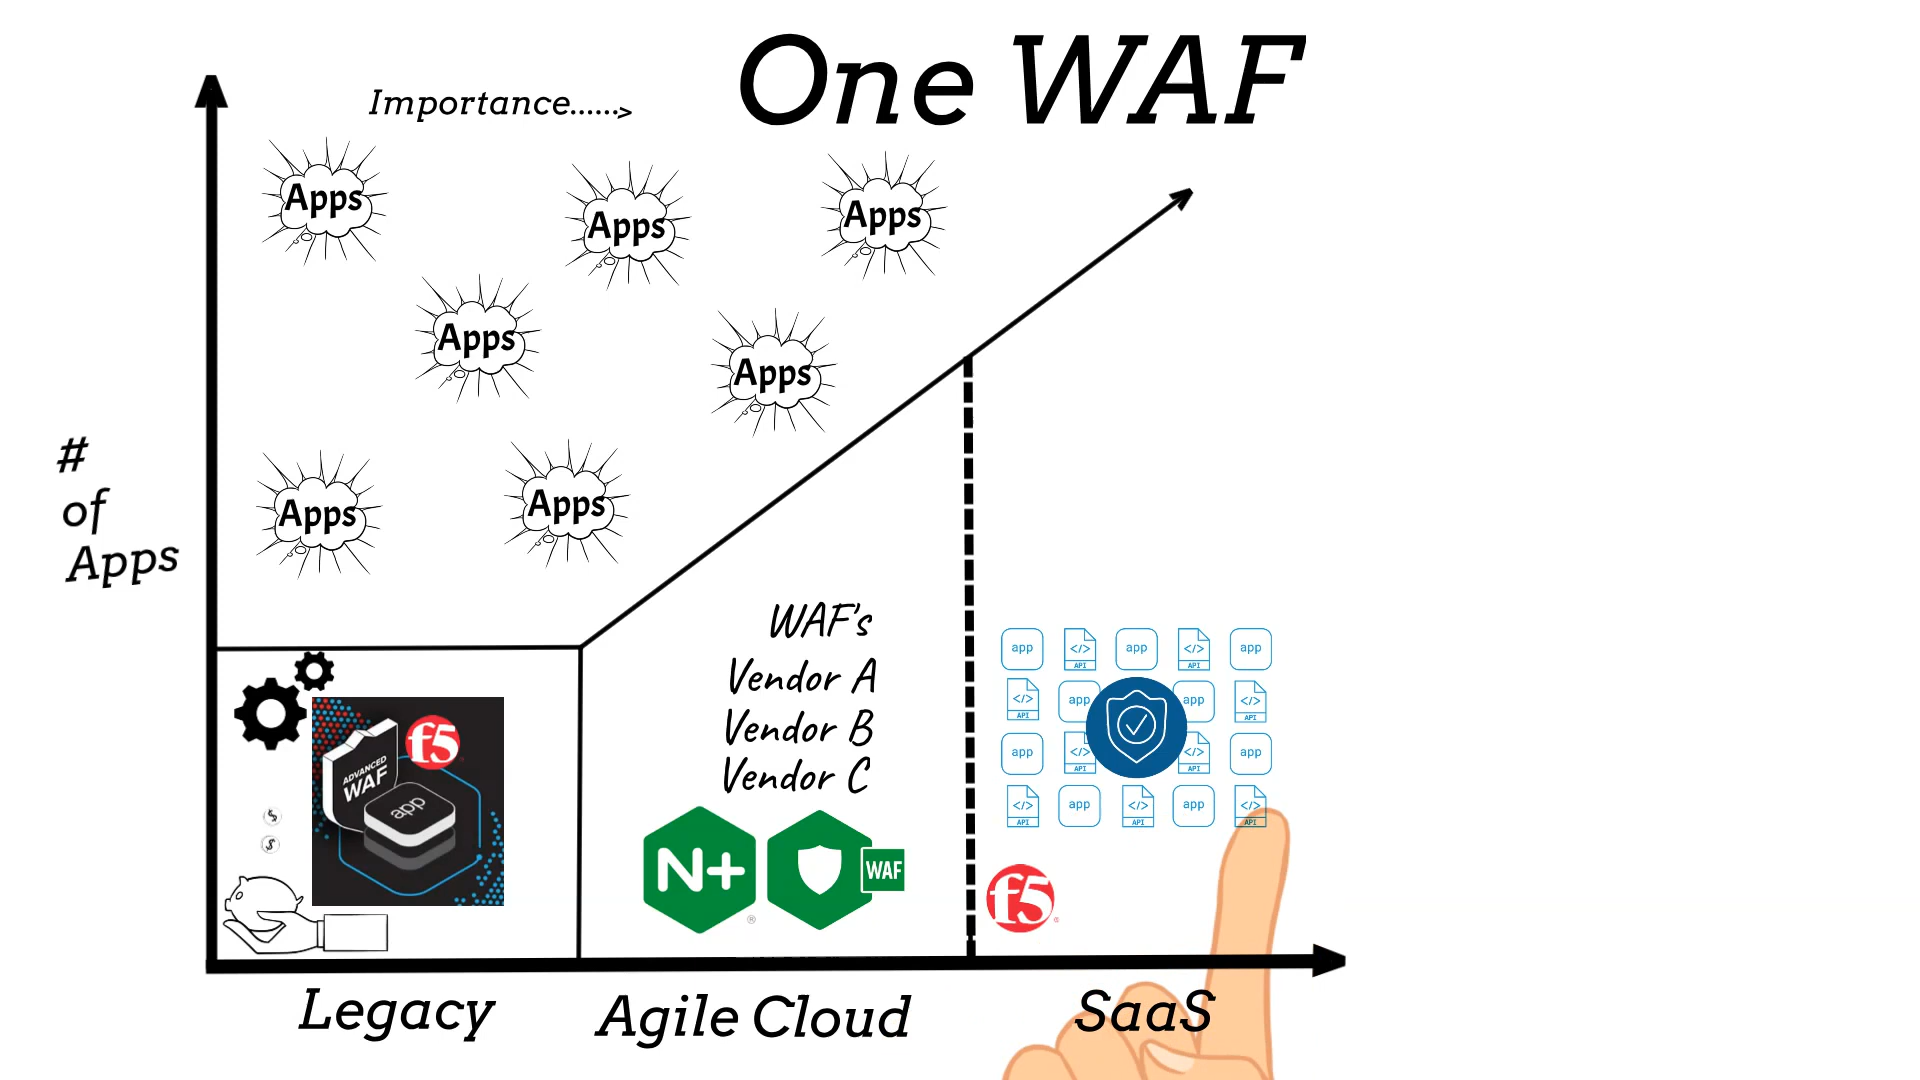 One WAF
Importance......>
Apps
Apps
Apps
Apps
Apps
Apps
Apps
#
of
Apps
WAF's
Vendor A
Vendor B
Vendor C
f5
ADVANCED
WAF
app
$
$
N+
®
WAF
app
</>
API
app
</>
API
app
</>
API
app
app
</>
API
app
</>
API
</>
API
app
</>
API
app
</>
API
app
</>
API
f5
®
Legacy
Agile Cloud
SaaS